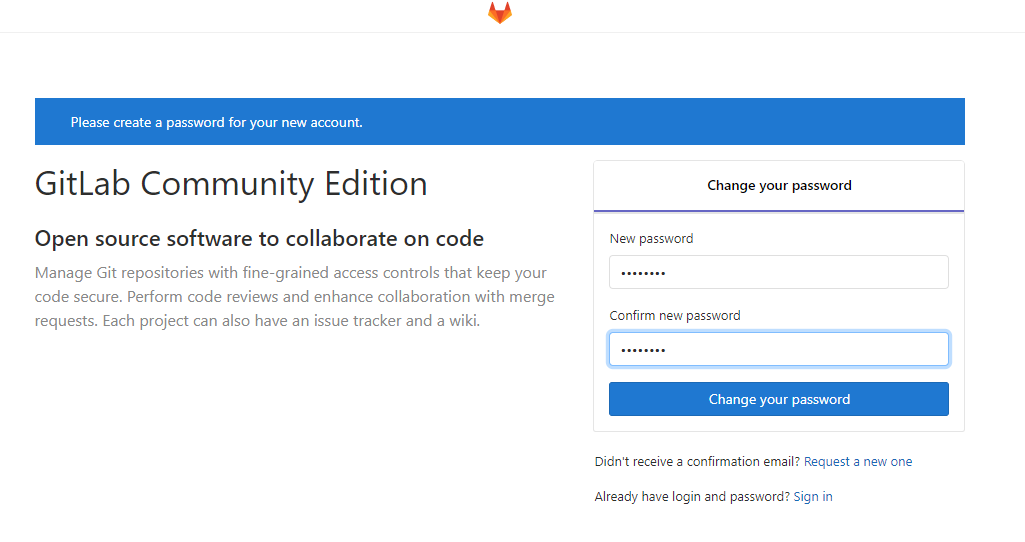 Please create a password for your new account.
GitLab Community Edition
Open source software to collaborate on code
Manage Git repositories with fine-grained access controls that keep your
code secure. Perform code reviews and enhance collaboration with merge
requests. Each project can also have an issue tracker and a wiki.
Change your password
New password
••••••••
Confirm new password
••••••••
Change your password
Didn't receive a confirmation email? Request a new one
Already have login and password? Sign in